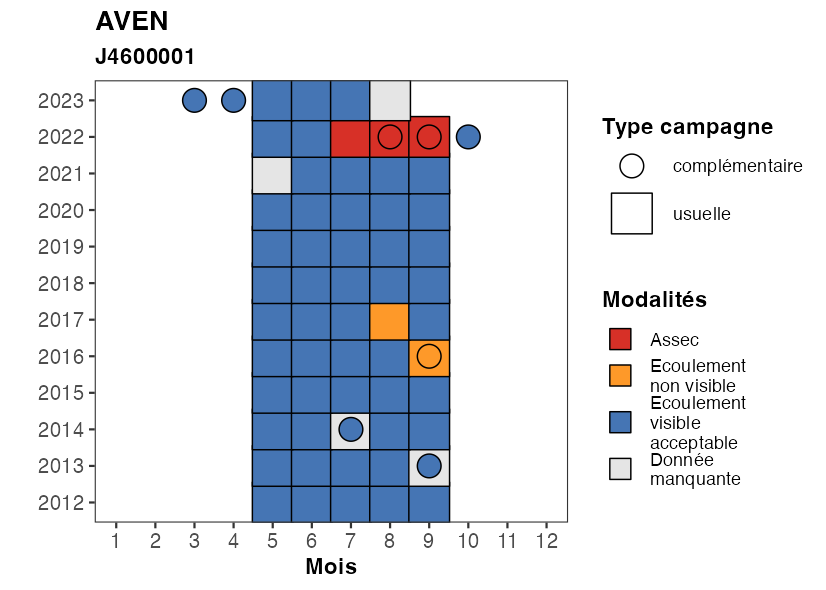 AVEN
J4600001
2023
2022
2021
2020
2019
2018
2017
2016
2015
2014
2013
2012
1 2 3 4 5 6 7 8 9 10 11 12
Mois
Type campagne
complémentaire
usuelle
Modalités
Assec
Ecoulement
non visible
Ecoulement
visible
acceptable
Donnée
manquante